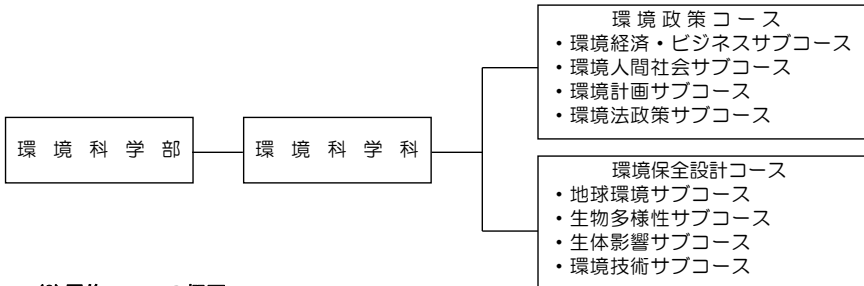 環境政策コース
・環境経済・ビジネスサブコース
・環境人間社会サブコース
・環境計画サブコース
・環境法政策サブコース
環境科学部
環境科学科
環境保全設計コース
・地球環境サブコース
・生物多様性サブコース
・生体影響サブコース
・環境技術サブコース